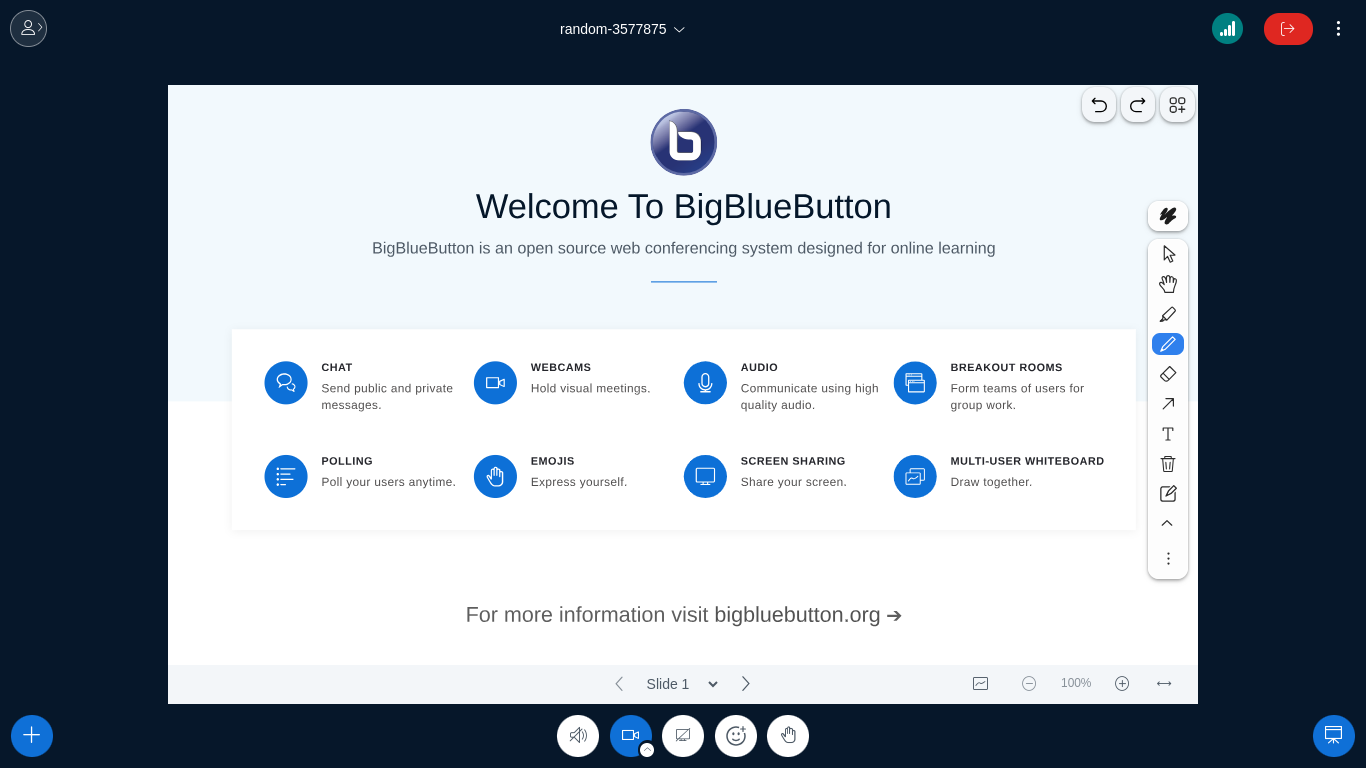 random-3577875
Welcome To BigBlueButton
BigBlueButton is an open source web conferencing system designed for online learning
CHAT
Send public and private
messages.
WEBCAMS
Hold visual meetings.
AUDIO
Communicate using high
quality audio.
BREAKOUT ROOMS
Form teams of users for
group work.
POLLING
Poll your users anytime.
EMOJIS
Express yourself.
SCREEN SHARING
Share your screen.
MULTI-USER WHITEBOARD
Draw together.
For more information visit bigbluebutton.org ➔
Slide 1
100%